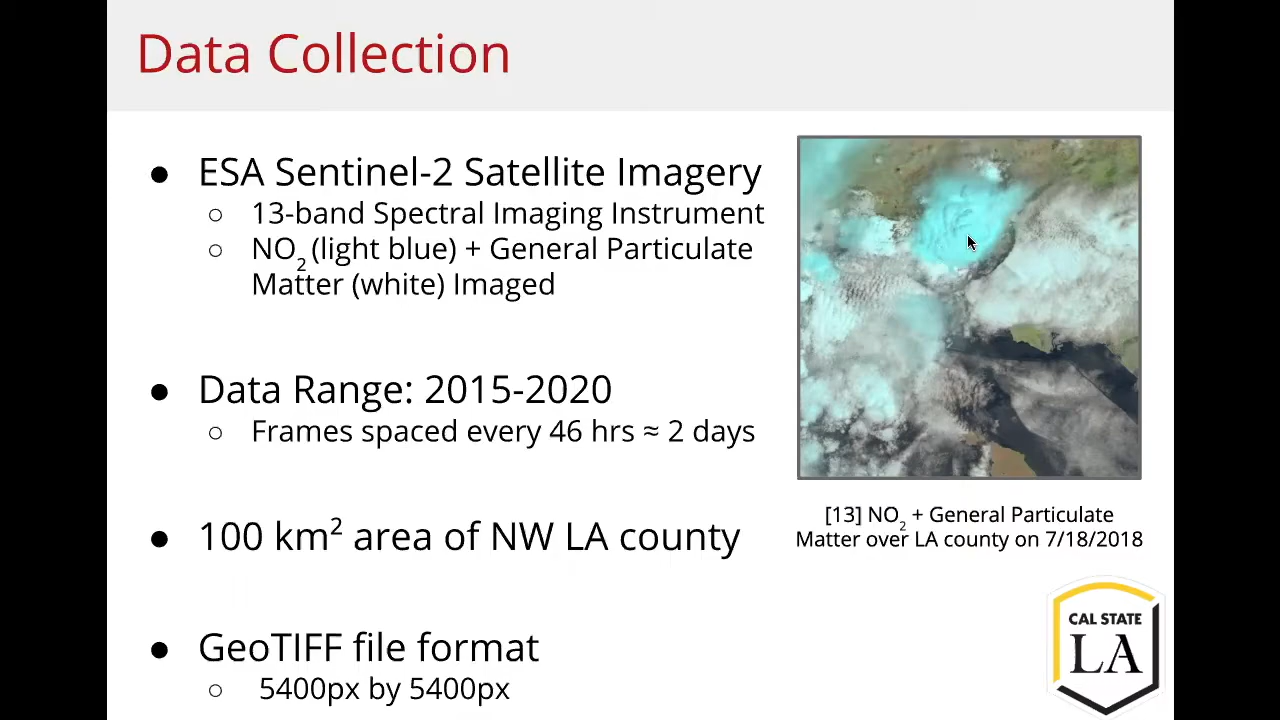 Data Collection
● ESA Sentinel-2 Satellite Imagery
○ 13-band Spectral Imaging Instrument
○ NO₂ (light blue) + General Particulate
Matter (white) Imaged
● Data Range: 2015-2020
○ Frames spaced every 46 hrs ≈ 2 days
● 100 km² area of NW LA county
● GeoTIFF file format
○ 5400px by 5400px
[13] NO₂ + General Particulate
Matter over LA county on 7/18/2018
CAL STATE
LA